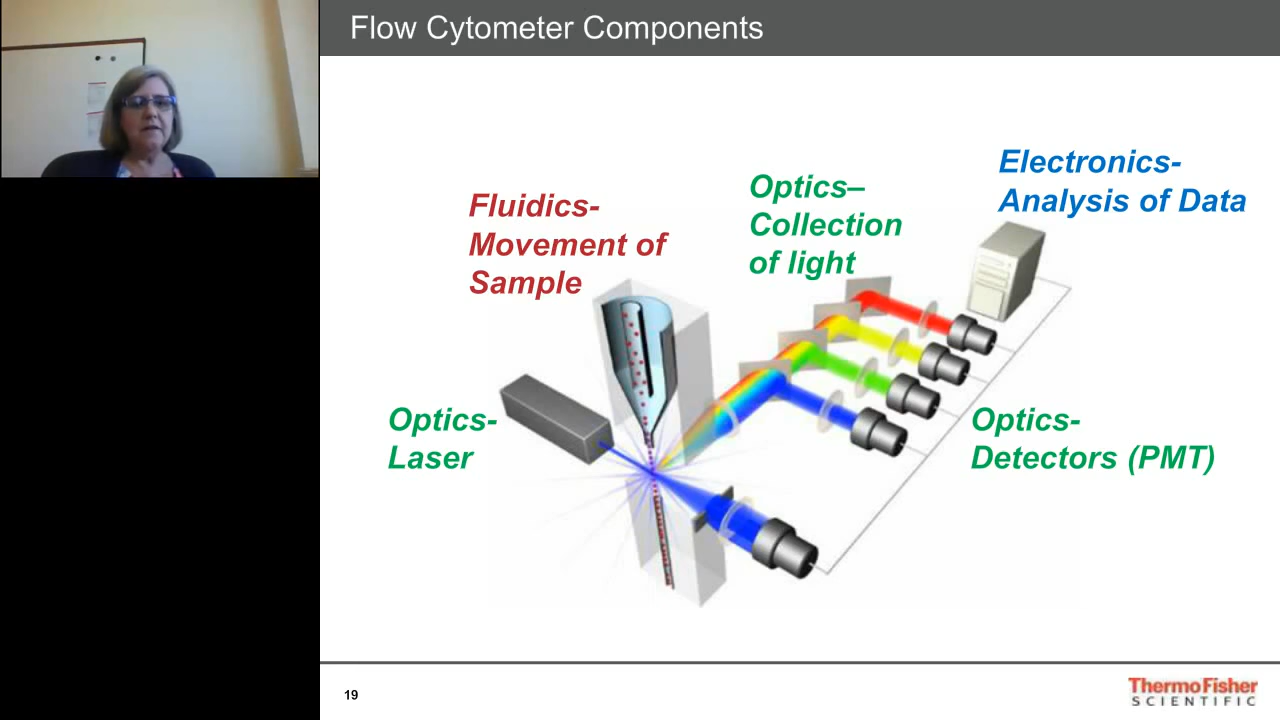 Flow Cytometer Components
Fluidics-
Movement of
Sample
Optics–
Collection
of light
Electronics-
Analysis of Data
Optics-
Laser
Optics-
Detectors (PMT)
19
ThermoFisher
SCIENTIFIC